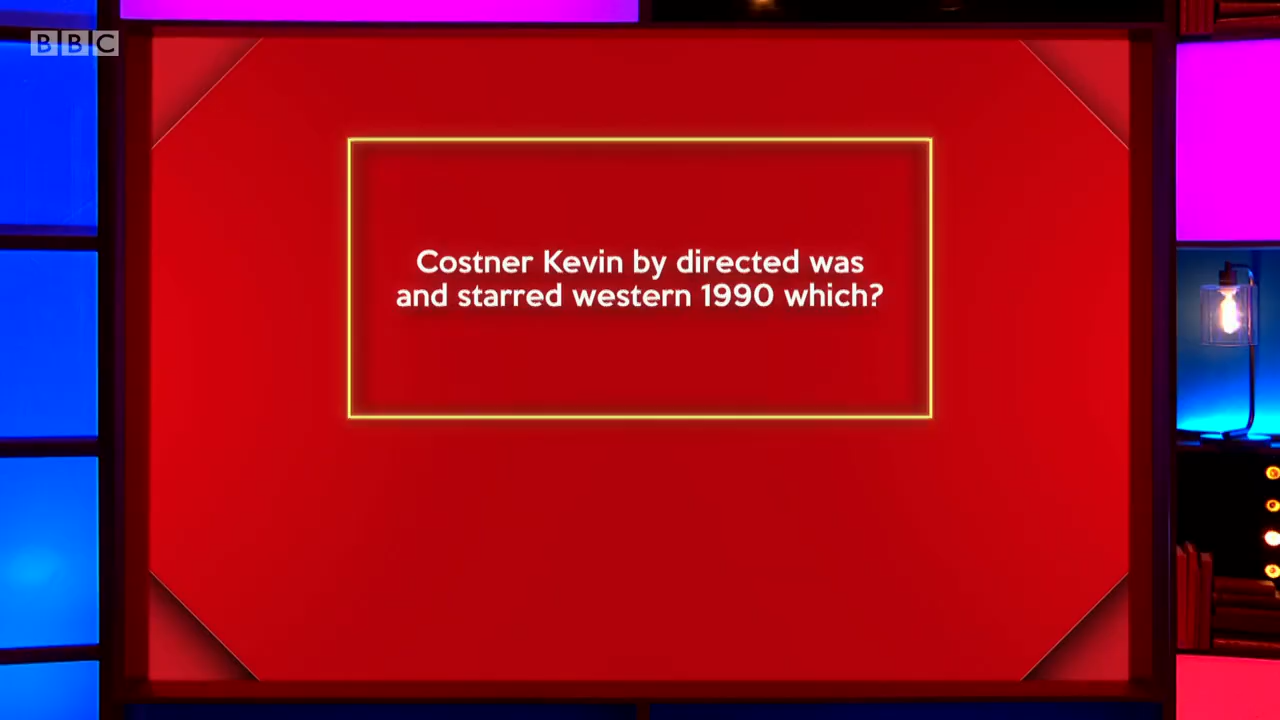 BBC
Costner Kevin by directed was
and starred western 1990 which?